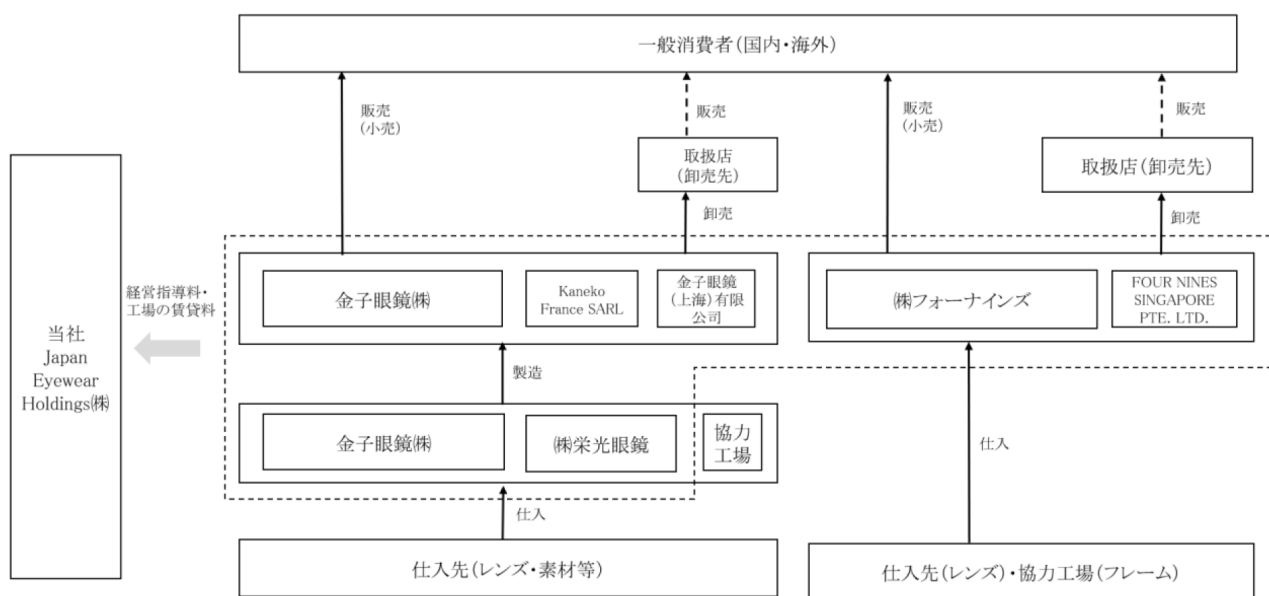 一般消費者(国内・海外)
販売
(小売)
販売
販売
(小売)
販売
取扱店
(卸売先)
取扱店(卸売先)
卸売
卸売
当社
Japan
Eyewear
Holdings㈱
経営指導料・
工場の賃貸料
金子眼鏡㈱
Kaneko
France SARL
金子眼鏡
(上海)有限
公司
㈱フォーナインズ
FOUR NINES
SINGAPORE
PTE. LTD.
製造
金子眼鏡㈱
㈱栄光眼鏡
協力
工場
仕入
仕入
仕入先(レンズ・素材等)
仕入先(レンズ)・協力工場(フレーム)